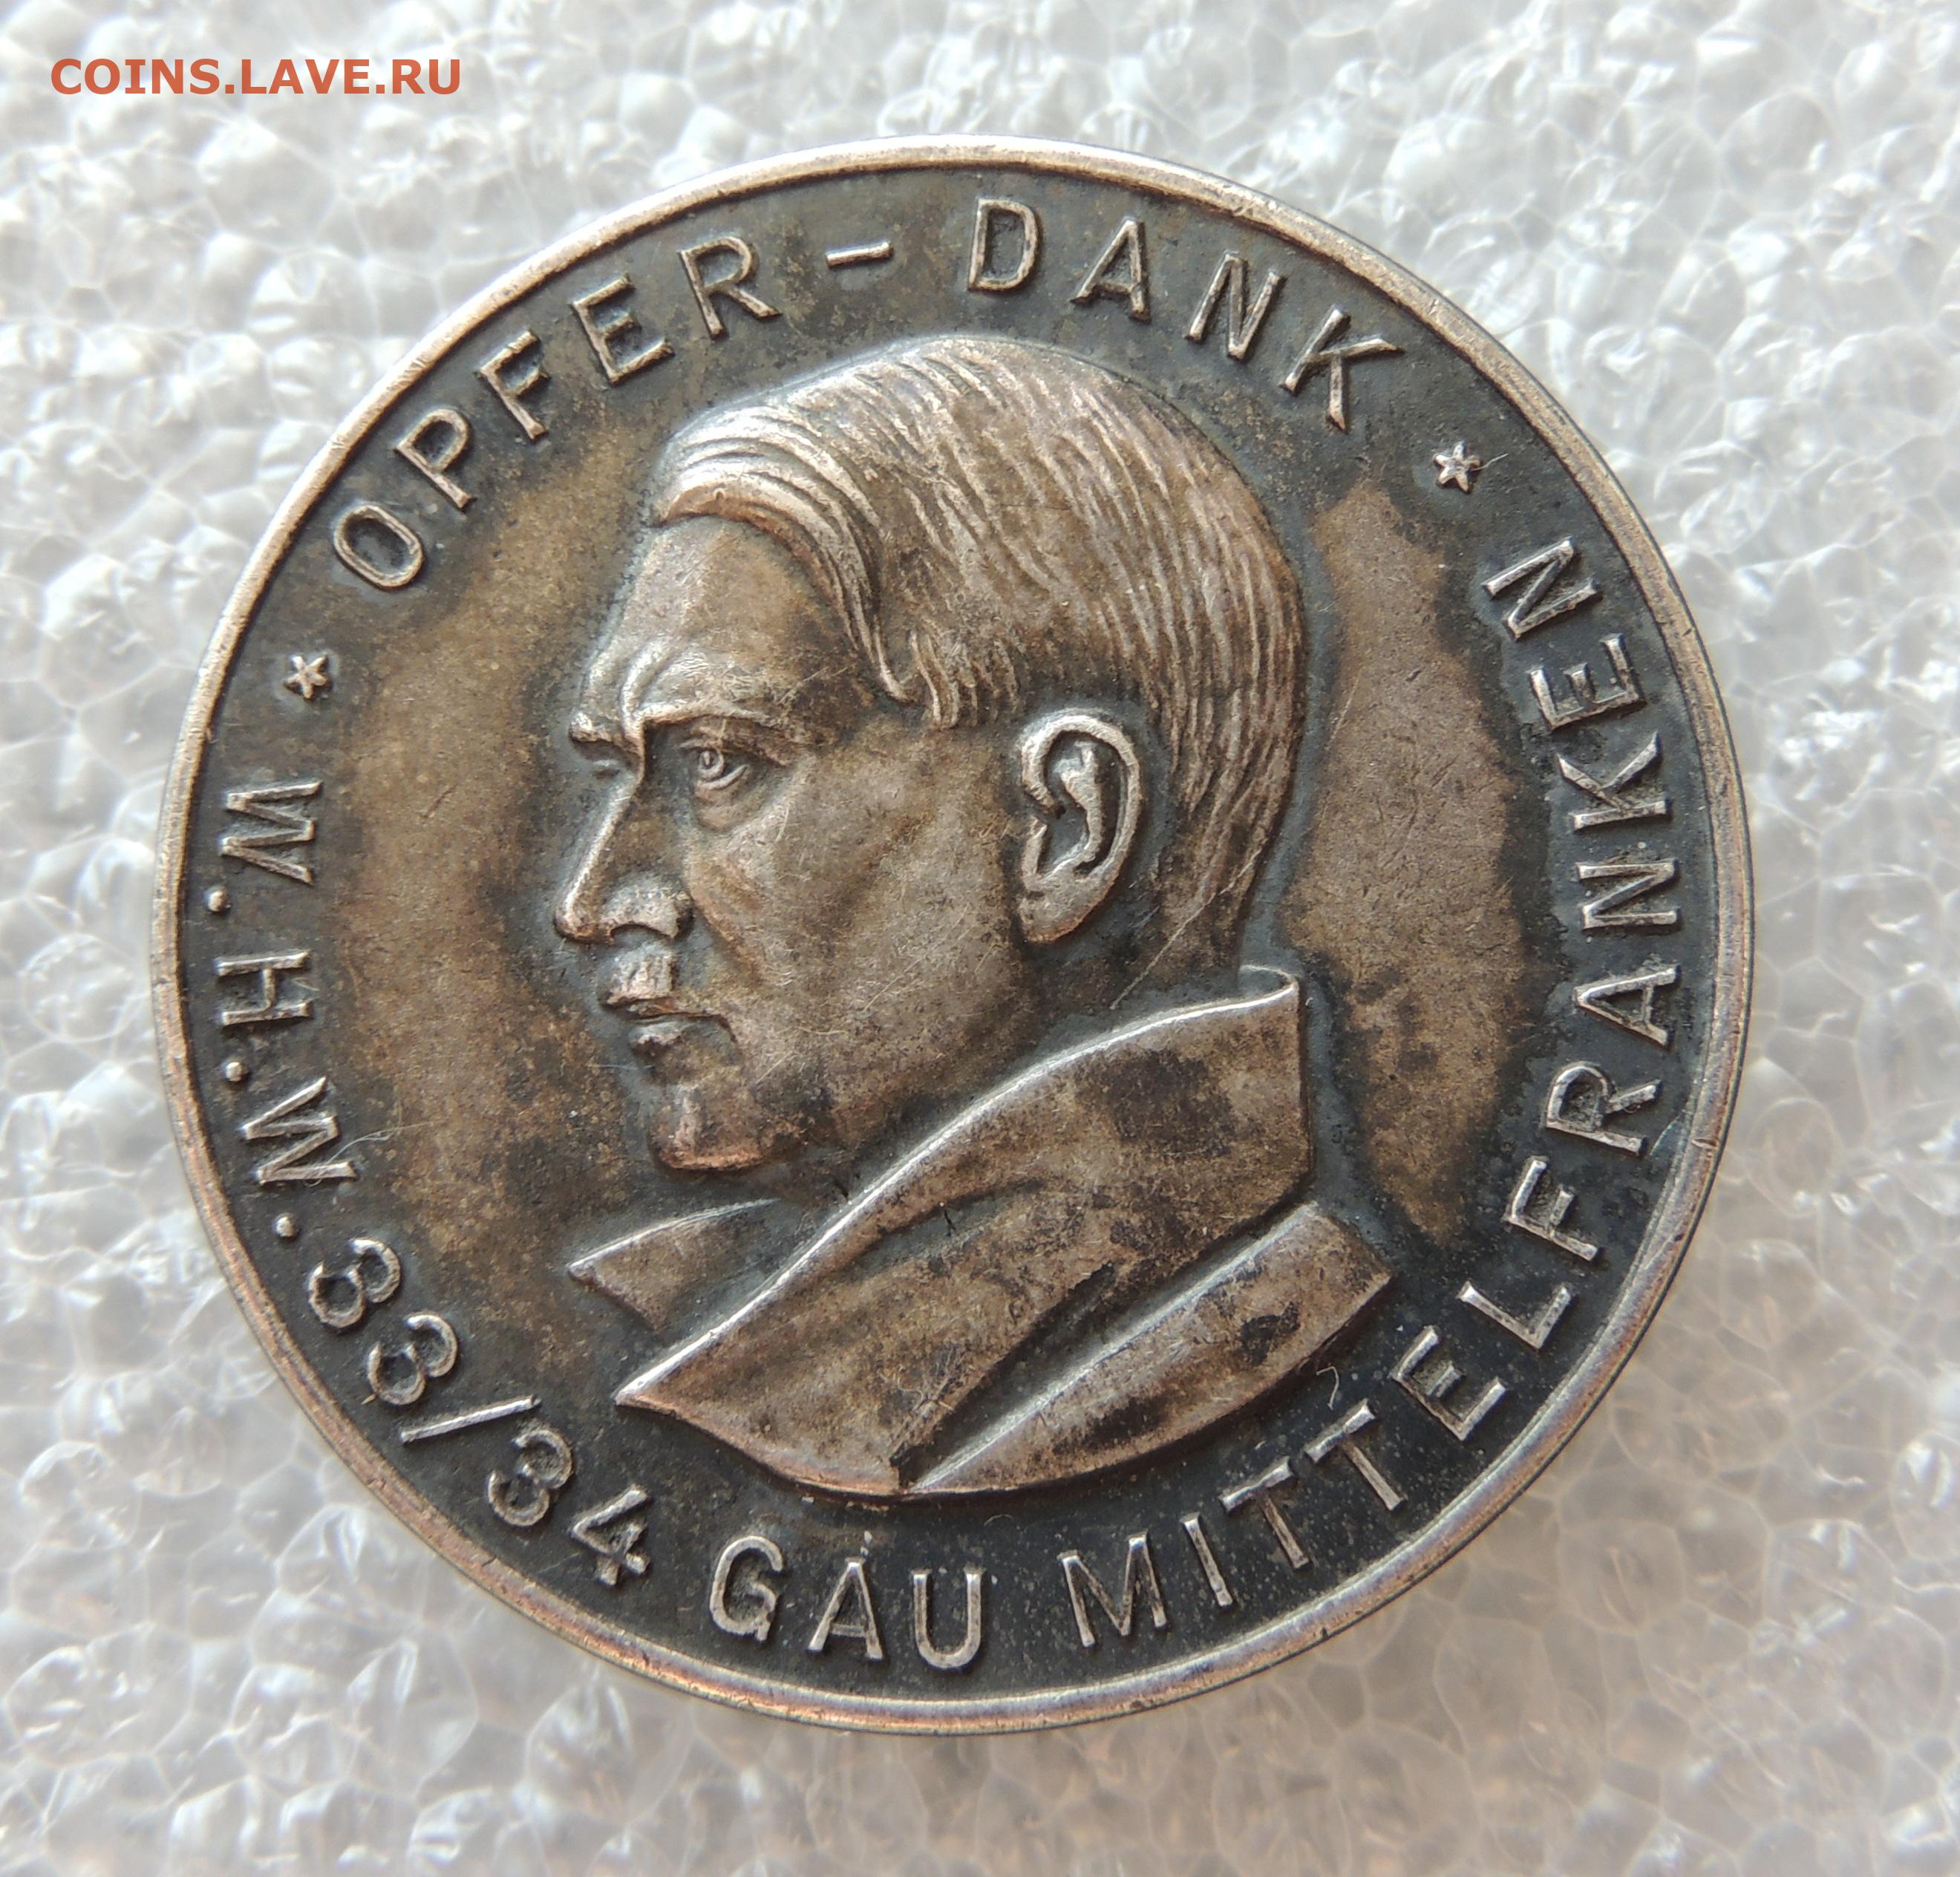 COINS.LAVE.RU
* OPFER - DANK *
W.H.W. 33/34 GAU MITTELFRANKEN